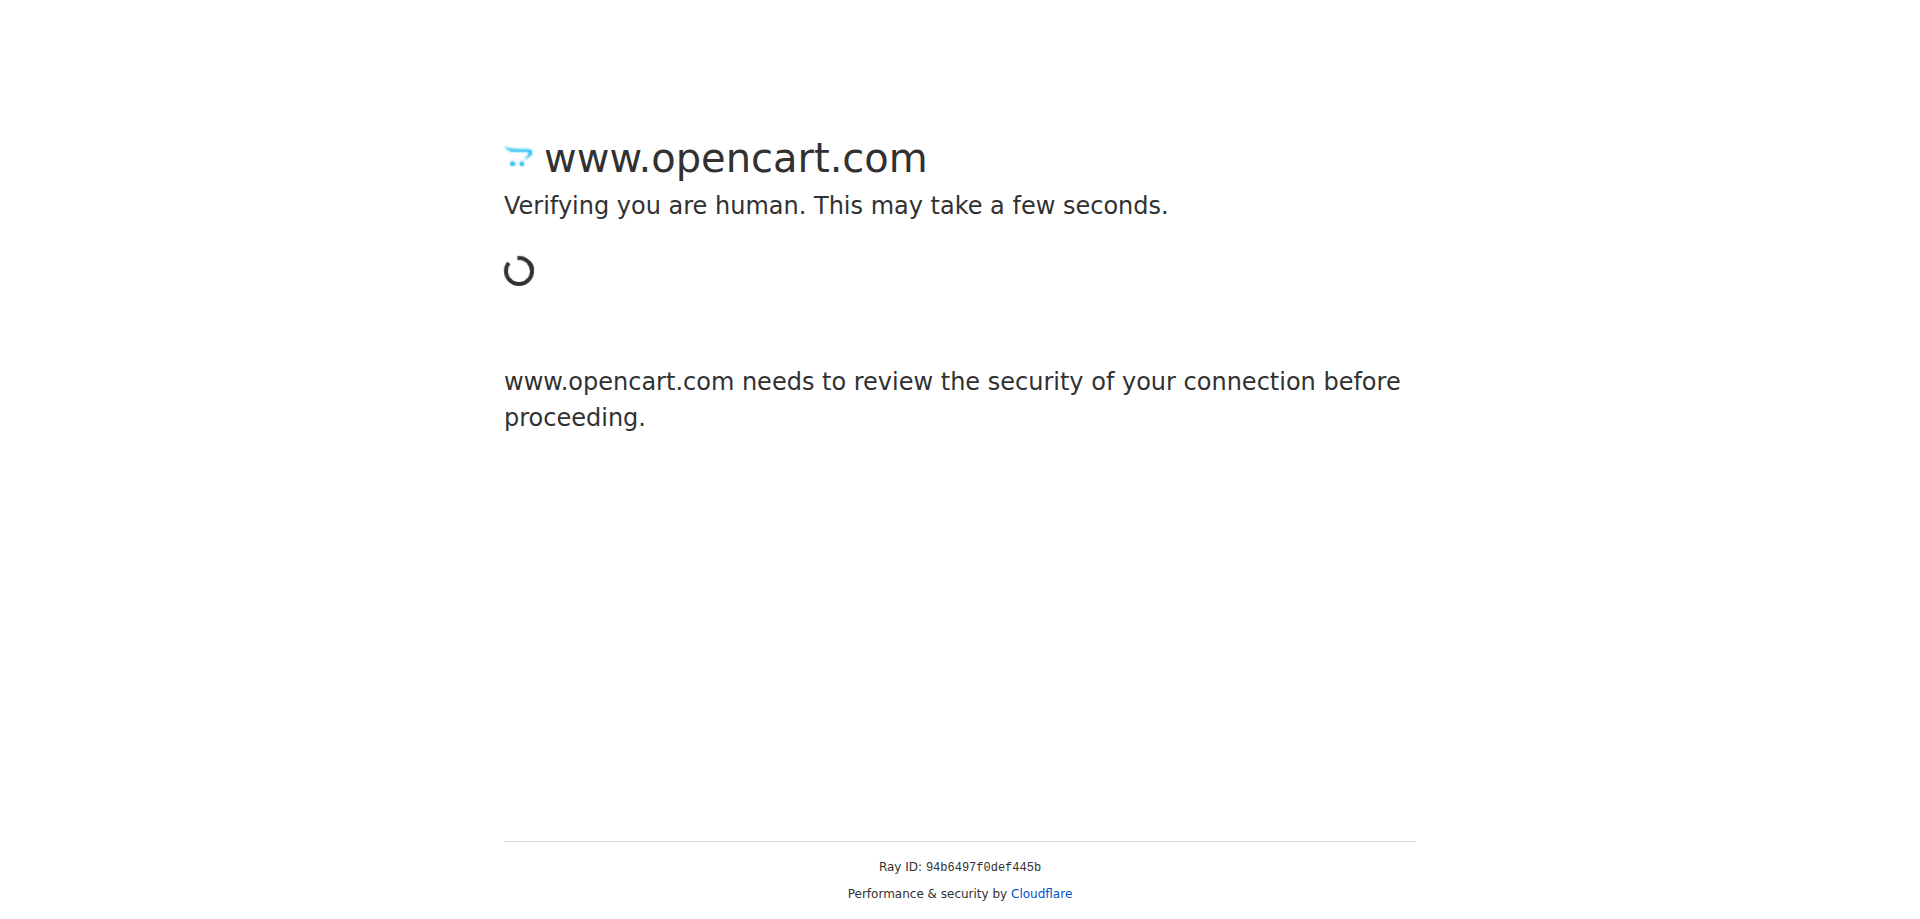 www.opencart.com
Verifying you are human. This may take a few seconds.
www.opencart.com needs to review the security of your connection before
proceeding.
Ray ID: 94b6497f0def445b
Performance & security by Cloudflare